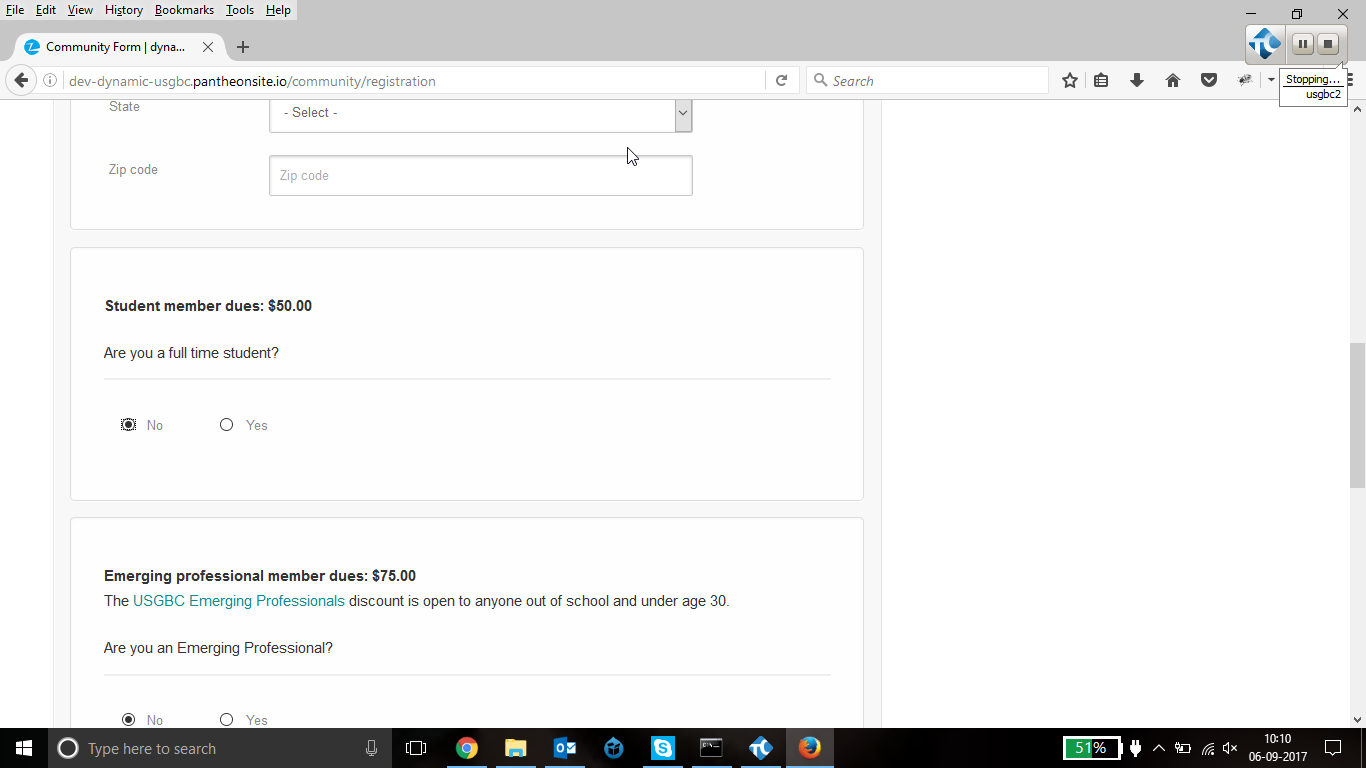 File Edit View History Bookmarks Tools Help
Community Form | dyna...
dev-dynamic-usgbc.pantheonsite.io/community/registration
Search
Stopping...
usgbc2
State
- Select -
Zip code
Zip code
Student member dues: $50.00
Are you a full time student?
No Yes
Emerging professional member dues: $75.00
The USGBC Emerging Professionals discount is open to anyone out of school and under age 30.
Are you an Emerging Professional?
No Yes
Type here to search
51%
10:10
06-09-2017